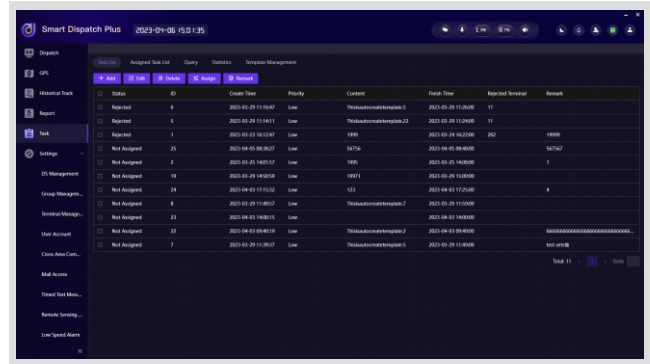 Smart Dispatch Plus 2023-04-06 15:01:35
Dispatch
GPS
Historical Track
Report
Task
Settings
DS Management
Group Managem...
Terminal Manage...
User Account
Cross Area Com...
Mail Access
Timed Text Mess...
Remote Sensing ...
Low Speed Alarm
Task List Assigned Task List Query Statistics Template Management
+ Add Edit Delete Assign Remark
Status ID Create Time Priority Content Finish Time Rejected Terminal Remark
Rejected 6 2023-03-29 11:16:47 Low Thisisautocreatetemplate.5 2023-03-29 11:26:00 11
Rejected 5 2023-03-29 11:14:11 Low Thisisautocreatetemplate.22 2023-03-29 11:24:00 11
Rejected 1 2023-03-23 16:12:47 Low 1999 2023-03-24 16:22:00 202 19999
Not Assigned 25 2023-04-05 08:38:27 Low 56756 2023-04-05 08:48:00 567567
Not Assigned 2 2023-03-25 14:01:57 Low 1995 2023-03-25 14:08:00 1
Not Assigned 19 2023-03-29 14:50:59 Low 19971 2023-03-29 15:00:00
Not Assigned 24 2023-04-03 17:15:32 Low 123 2023-04-03 17:25:00 4
Not Assigned 8 2023-03-29 11:49:57 Low Thisisautocreatetemplate.7 2023-03-29 11:59:00
Not Assigned 23 2023-04-03 14:00:15 Low 2023-04-03 14:00:00
Not Assigned 22 2023-04-03 09:40:19 Low Thisisautocreatetemplate.2 2023-04-03 09:49:00
Not Assigned 7 2023-03-29 11:39:37 Low Thisisautocreatetemplate.5 2023-03-29 11:49:00
Total: 11 < 1 > Goto